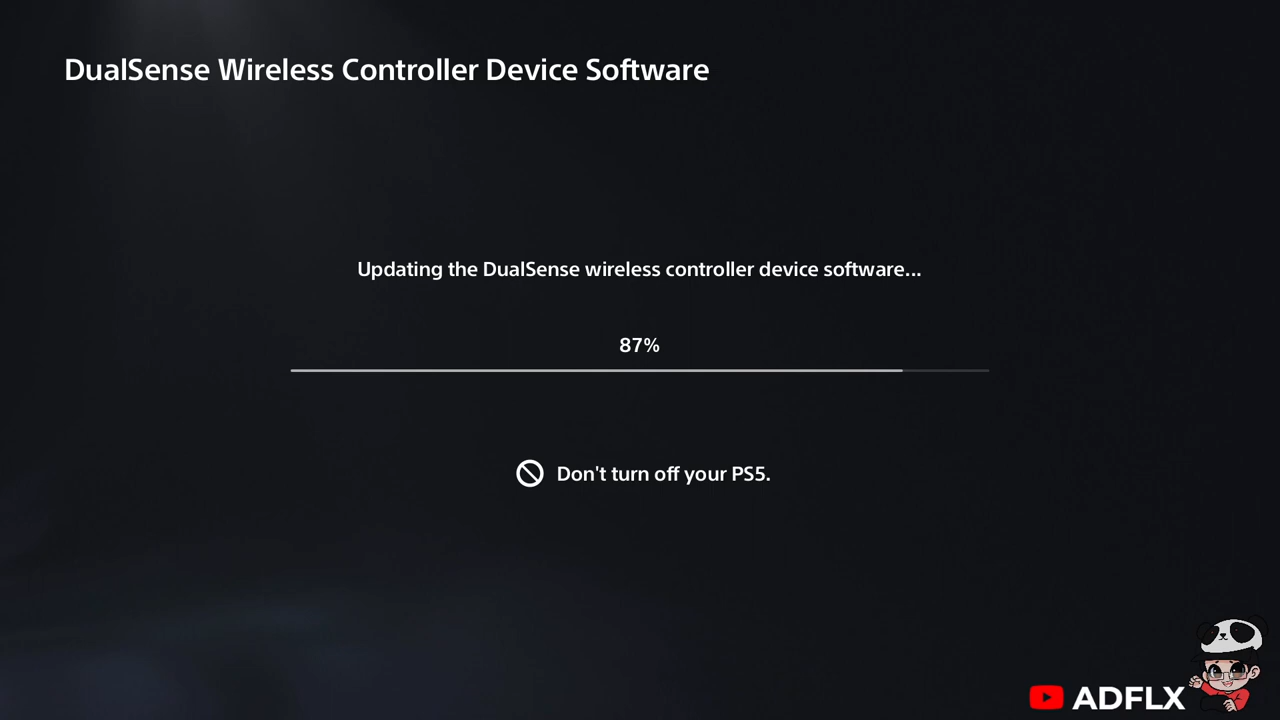 DualSense Wireless Controller Device Software
Updating the DualSense wireless controller device software...
87%
Don't turn off your PS5.
ADFLX